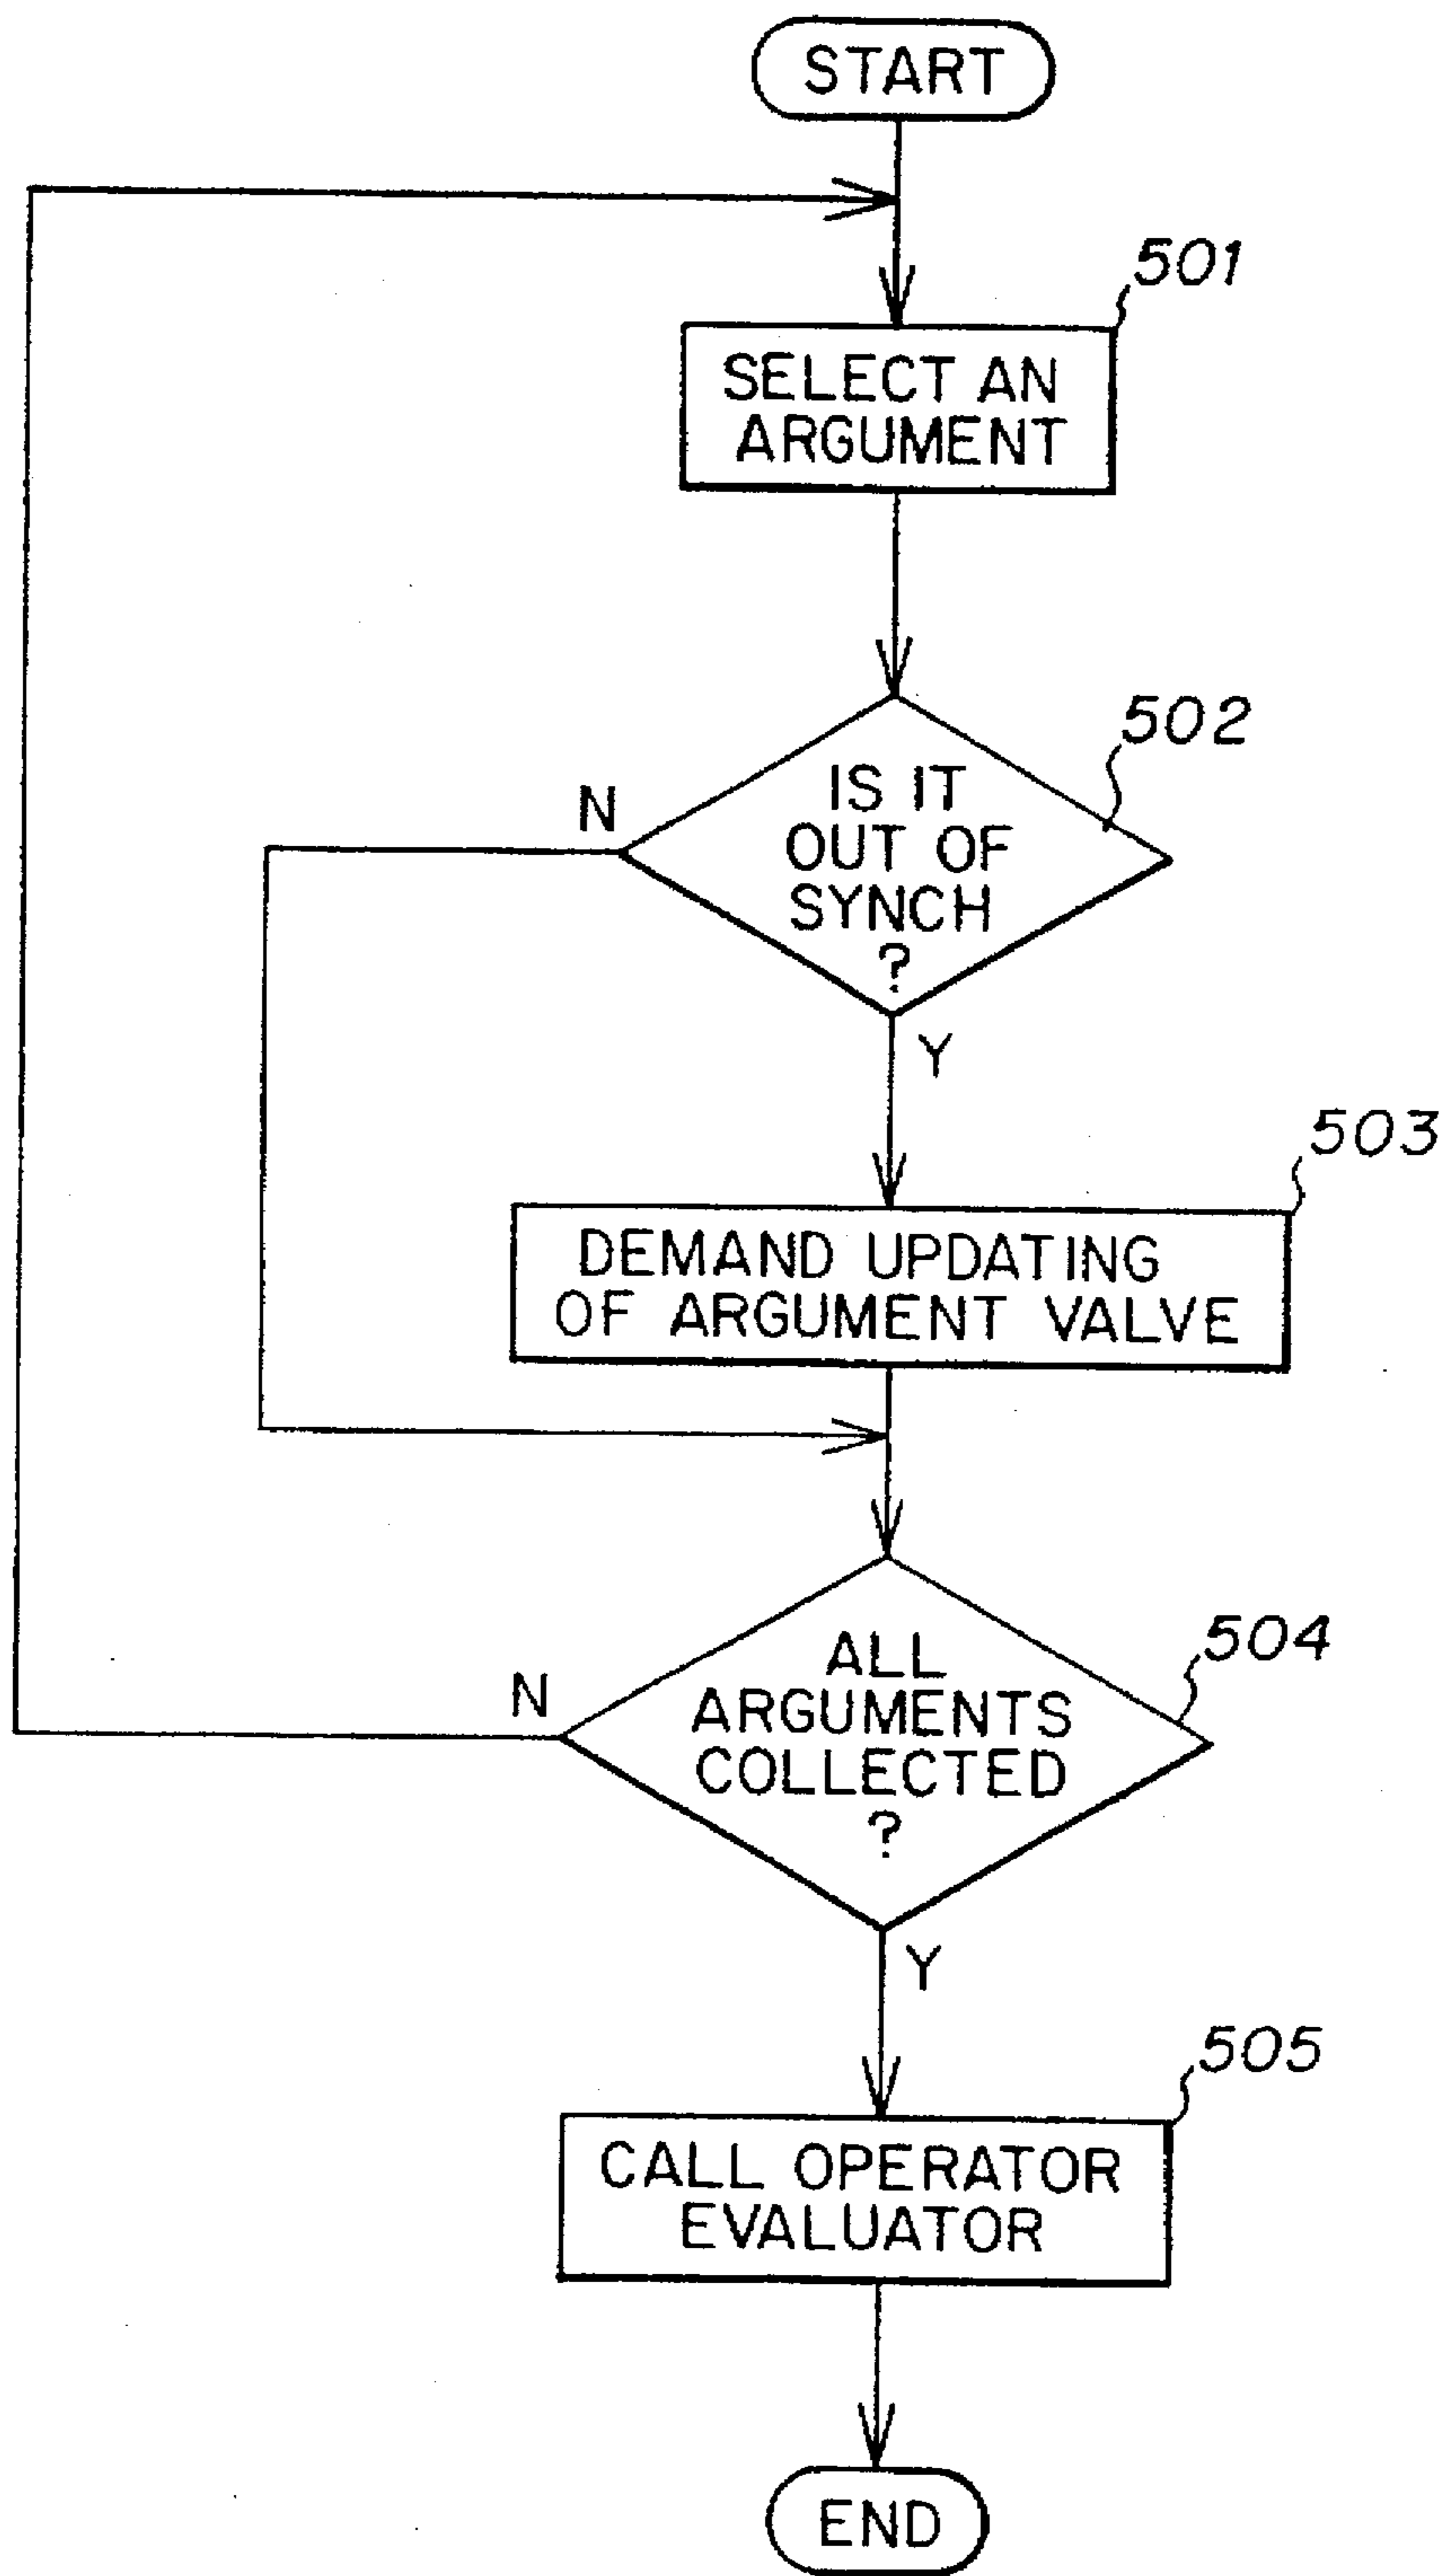 START
501
SELECT AN
ARGUMENT
502
N
IS IT
OUT OF
SYNCH
?
Y
503
DEMAND UPDATING
OF ARGUMENT VALVE
504
N
ALL
ARGUMENTS
COLLECTED
?
Y
505
CALL OPERATOR
EVALUATOR
END